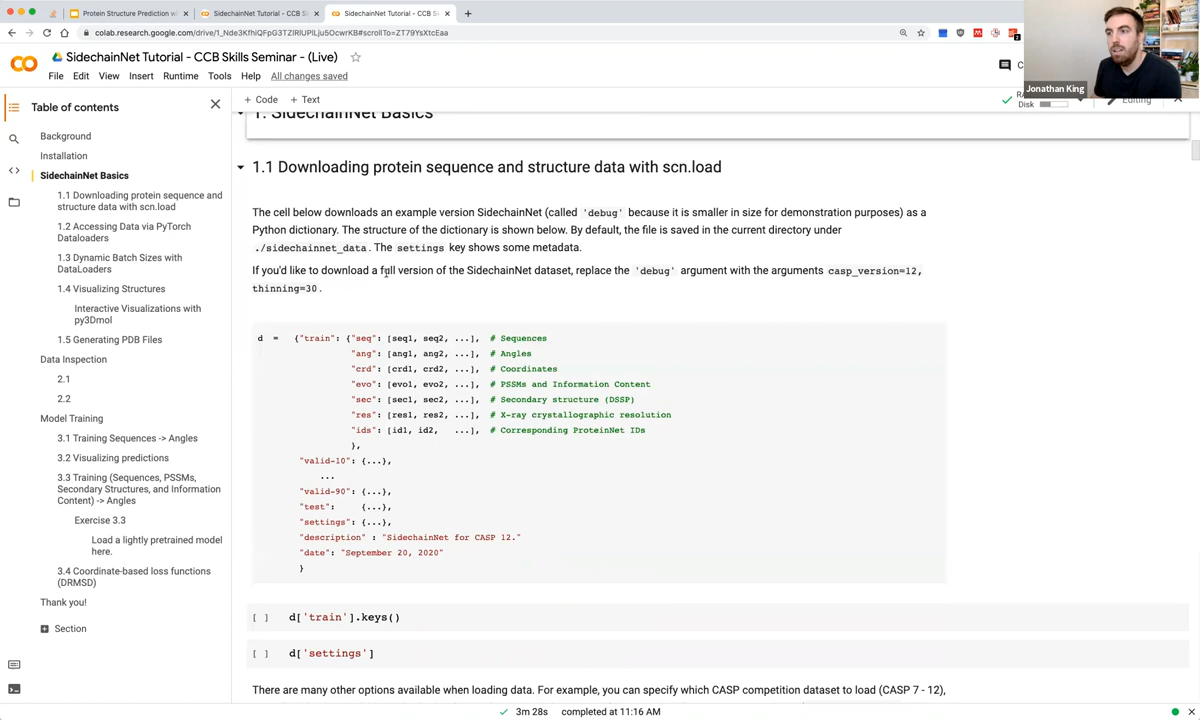 Protein Structure Prediction wi
SidechainNet Tutorial - CCB S
SidechainNet Tutorial - CCB S
colab.research.google.com/drive/1_Nde3KfhiQFpG3TZlRlUPlLju5OcwrKB#scrollTo=ZT79YsXtcEaa
SidechainNet Tutorial - CCB Skills Seminar - (Live)
File Edit View Insert Runtime Tools Help All changes saved
Jonathan King
Table of contents
+ Code + Text
Disk
Editing
Background
Installation
SidechainNet Basics
1.1 Downloading protein sequence and
structure data with scn.load
1.2 Accessing Data via PyTorch
Dataloaders
1.3 Dynamic Batch Sizes with
DataLoaders
1.4 Visualizing Structures
Interactive Visualizations with
py3Dmol
1.5 Generating PDB Files
Data Inspection
2.1
2.2
Model Training
3.1 Training Sequences -> Angles
3.2 Visualizing predictions
3.3 Training (Sequences, PSSMs,
Secondary Structures, and Information
Content) -> Angles
Exercise 3.3
Load a lightly pretrained model
here.
3.4 Coordinate-based loss functions
(DRMSD)
Thank you!
Section
1. SidechainNet Basics
1.1 Downloading protein sequence and structure data with scn.load
The cell below downloads an example version SidechainNet (called 'debug' because it is smaller in size for demonstration purposes) as a
Python dictionary. The structure of the dictionary is shown below. By default, the file is saved in the current directory under
./sidechainnet_data. The settings key shows some metadata.
If you'd like to download a full version of the SidechainNet dataset, replace the 'debug' argument with the arguments casp_version=12,
thinning=30.
d = {"train": {"seq": [seq1, seq2, ...], # Sequences
"ang": [ang1, ang2, ...], # Angles
"crd": [crd1, crd2, ...], # Coordinates
"evo": [evo1, evo2, ...], # PSSMs and Information Content
"sec": [sec1, sec2, ...], # Secondary structure (DSSP)
"res": [res1, res2, ...], # X-ray crystallographic resolution
"ids": [id1, id2, ...], # Corresponding ProteinNet IDs
},
"valid-10": {...},
...
"valid-90": {...},
"test": {...},
"settings": {...},
"description" : "SidechainNet for CASP 12."
"date": "September 20, 2020"
}
[ ] d['train'].keys()
[ ] d['settings']
There are many other options available when loading data. For example, you can specify which CASP competition dataset to load (CASP 7 - 12),
3m 28s completed at 11:16 AM